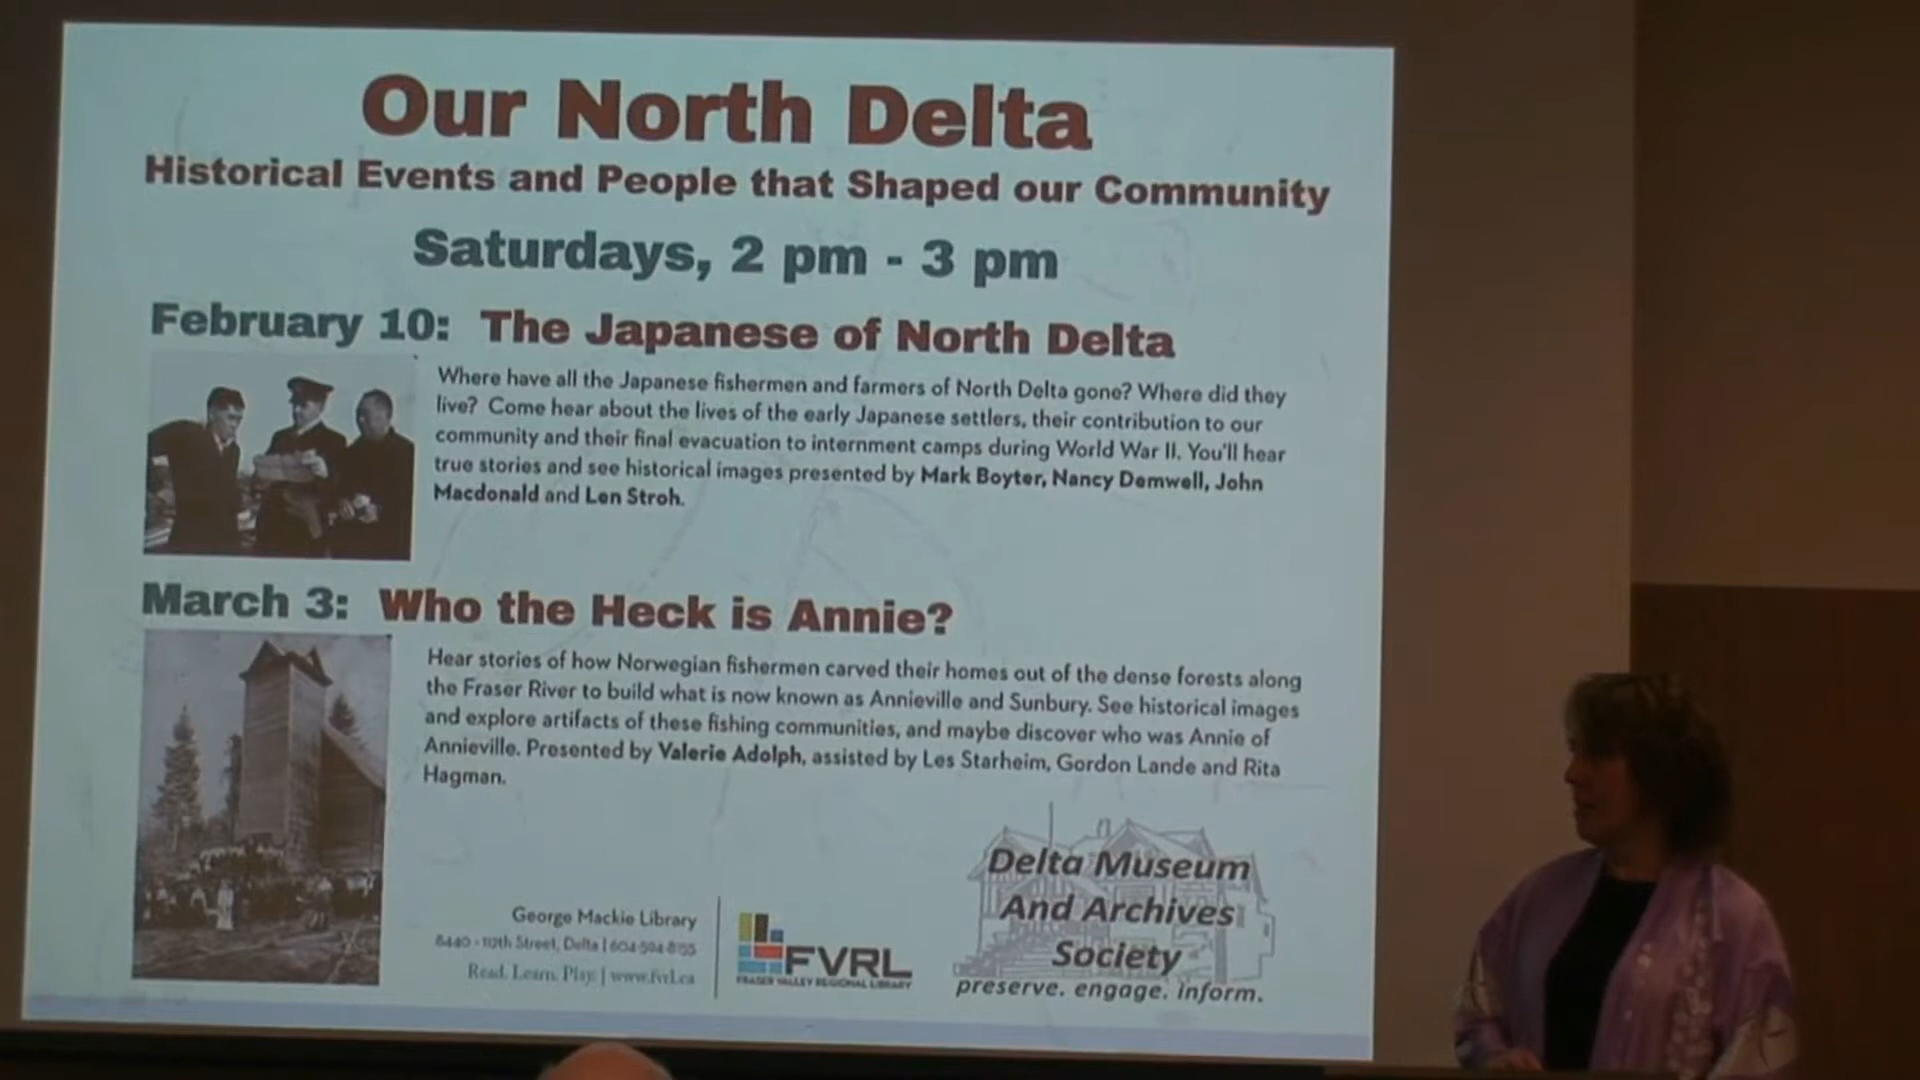 Our North Delta
Historical Events and People that Shaped our Community
Saturdays, 2 pm - 3 pm
February 10: The Japanese of North Delta
Where have all the Japanese fishermen and farmers of North Delta gone? Where did they
live? Come hear about the lives of the early Japanese settlers, their contribution to our
community and their final evacuation to internment camps during World War II. You'll hear
true stories and see historical images presented by Mark Boyter, Nancy Demwell, John
Macdonald and Len Stroh.
March 3: Who the Heck is Annie?
Hear stories of how Norwegian fishermen carved their homes out of the dense forests along
the Fraser River to build what is now known as Annieville and Sunbury. See historical images
and explore artifacts of these fishing communities, and maybe discover who was Annie of
Annieville. Presented by Valerie Adolph, assisted by Les Starheim, Gordon Lande and Rita
Hagman.
George Mackie Library
8440 - 112th Street, Delta | 604-594-8155
Read. Learn. Play. | www.fvrl.ca
FVRL
FRASER VALLEY REGIONAL LIBRARY
Delta Museum
And Archives
Society
preserve. engage. inform.